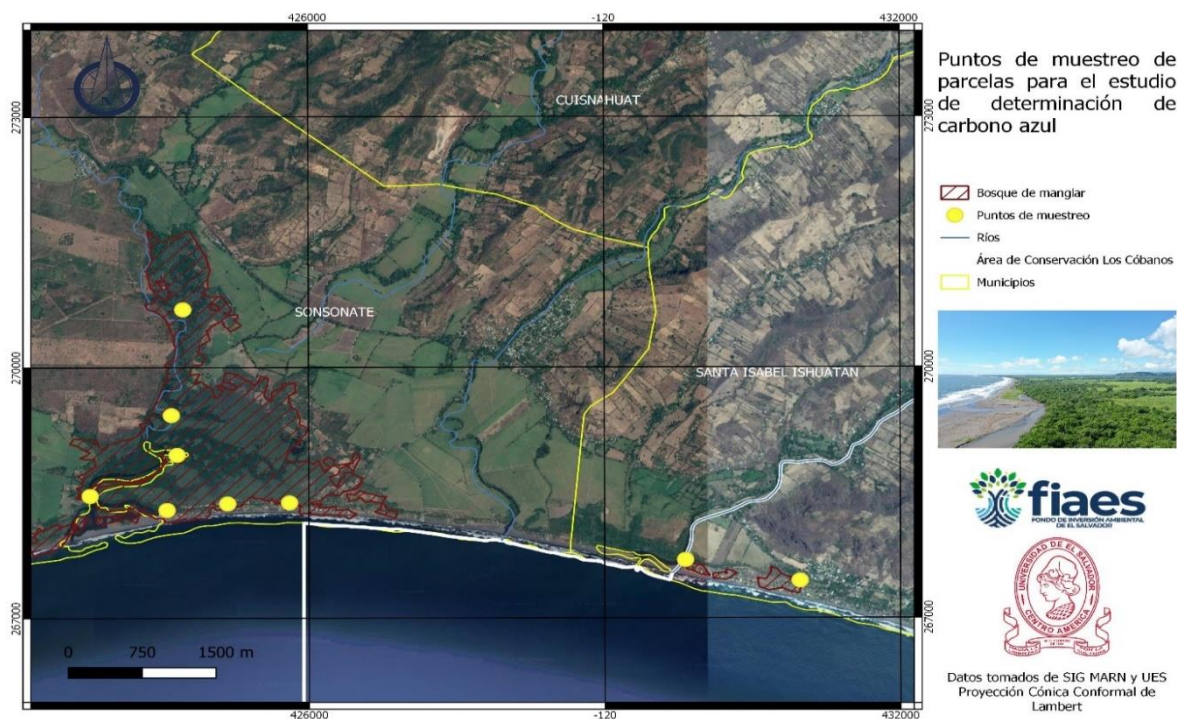 426000
-120
432000
273000
273000
CUISNAHUAT
SONSONATE
270000
270000
SANTA ISABEL ISHUATAN
267000
267000
0 750 1500 m
426000
-120
432000
Puntos de muestreo de
parcelas para el estudio
de determinación de
carbono azul
Bosque de manglar
Puntos de muestreo
Ríos
Área de Conservación Los Cóbanos
Municipios
fiaes
FONDO DE INVERSIÓN AMBIENTAL
DE EL SALVADOR
UNIVERSIDAD DE EL SALVADOR
CENTRO AMERICA
Datos tomados de SIG MARN y UES
Proyección Cónica Conformal de
Lambert